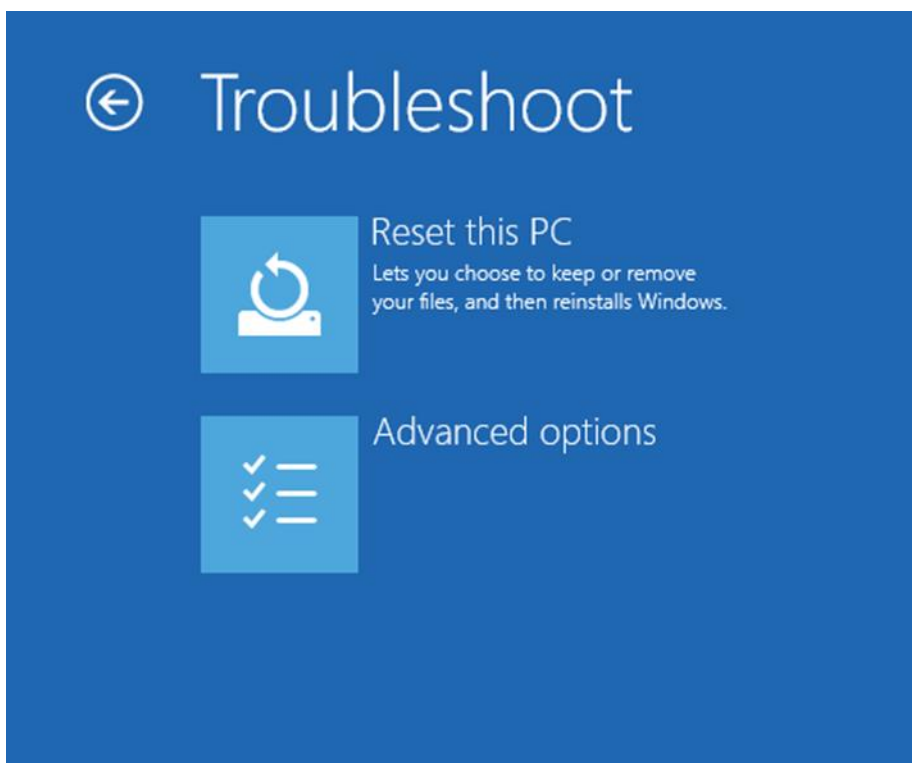 Troubleshoot
Reset this PC
Lets you choose to keep or remove
your files, and then reinstalls Windows.
Advanced options